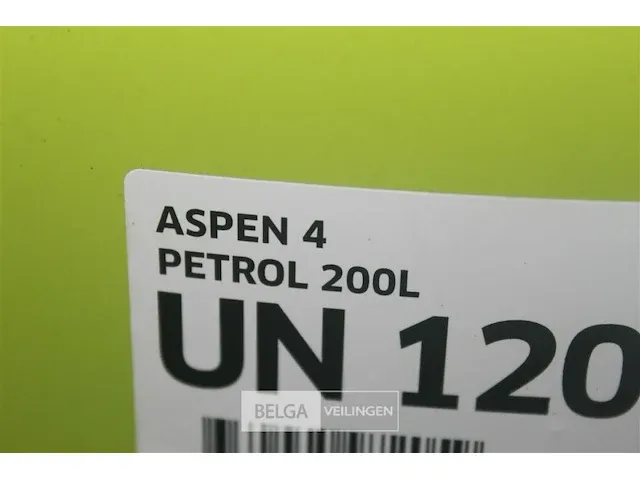 ASPEN 4
PETROL 200L
UN 120
BELGA VEILINGEN